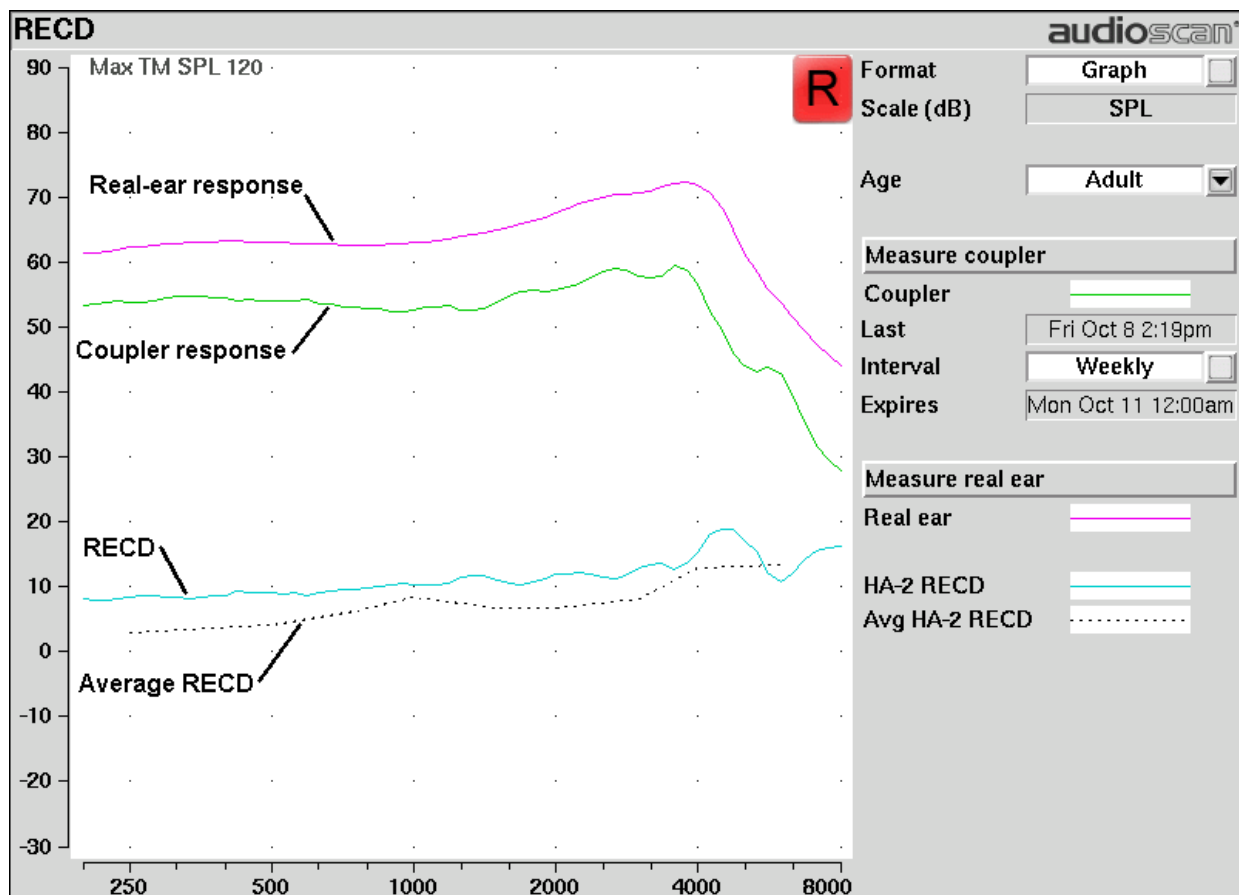 RECD
audioscan
Max TM SPL 120
R
90
80
70
60
50
40
30
20
10
0
-10
-20
-30
Real-ear response
Coupler response
RECD
Average RECD
250 500 1000 2000 4000 8000
Format Graph
Scale (dB) SPL
Age Adult
Measure coupler
Coupler
Last Fri Oct 8 2:19pm
Interval Weekly
Expires Mon Oct 11 12:00am
Measure real ear
Real ear
HA-2 RECD
Avg HA-2 RECD